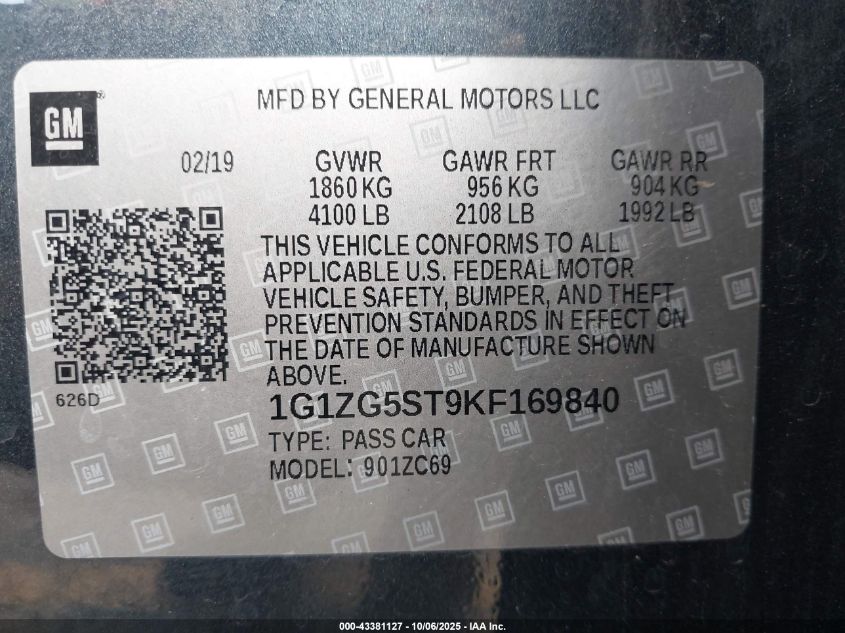 GM
MFD BY GENERAL MOTORS LLC
02/19 GVWR GAWR FRT GAWR RR
1860 KG 956 KG 904 KG
4100 LB 2108 LB 1992 LB
THIS VEHICLE CONFORMS TO ALL
APPLICABLE U.S. FEDERAL MOTOR
VEHICLE SAFETY, BUMPER, AND THEFT
PREVENTION STANDARDS IN EFFECT ON
THE DATE OF MANUFACTURE SHOWN
ABOVE.
626D
1G1ZG5ST9KF169840
TYPE: PASS CAR
MODEL: 901ZC69
000-43381127 - 10/06/2025 - IAA Inc.